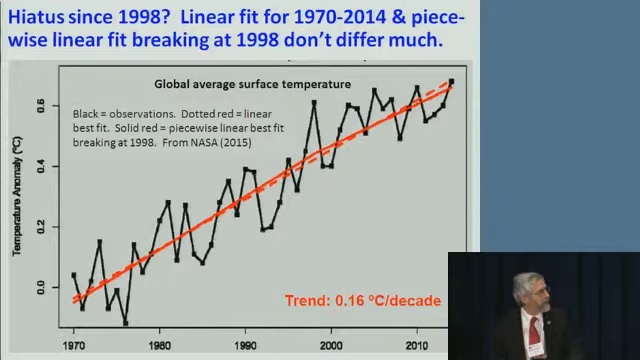 Hiatus since 1998? Linear fit for 1970-2014 & piece-
wise linear fit breaking at 1998 don’t differ much.
Global average surface temperature
Black = observations. Dotted red = linear
best fit. Solid red = piecewise linear best fit
breaking at 1998. From NASA (2015)
Temperature Anomaly (°C)
0.6
0.4
0.2
0.0
Trend: 0.16 ºC/decade
1970 1980 1990 2000 2010